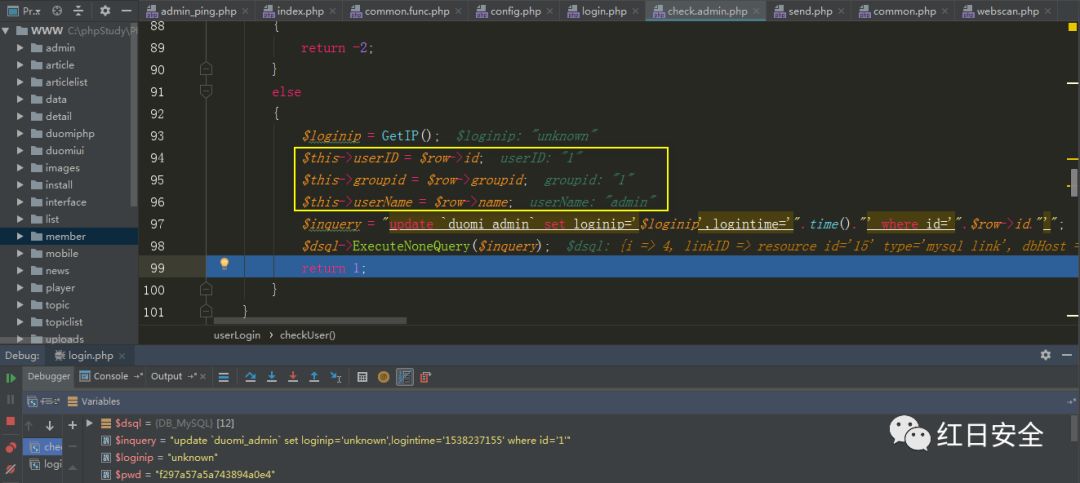 Pr... admin_ping.php × index.php × common.func.php × config.php × login.php × check.admin.php × send.php × common.php × webscan.php ×
WWW C:\phpStudy\P
admin
article
articlelist
data
detail
duomiphp
duomiui
images
install
interface
list
member
mobile
news
player
topic
topiclist
uploads
88 {
89 return -2;
90 }
91 else
92 {
93 $loginip = GetIP(); $loginip: "unknown"
94 $this->userID = $row->id; userID: "1"
95 $this->groupid = $row->groupid; groupid: "1"
96 $this->userName = $row->name; userName: "admin"
97 $inquery = "update `duomi_admin` set loginip='$loginip',logintime='".time()."' where id='".$row->id."'";
98 $dsql->ExecuteNoneQuery($inquery); $dsql: {i => 4, linkID => resource id='15' type='mysql link', dbHost =
99 return 1;
100 }
101 }
userLogin > checkUser()
Debug: login.php ×
Debugger Console Output
Variables
chec
logi
$dsql = {DB_MySQL} [12]
$inquery = "update `duomi_admin` set loginip='unknown',logintime='1538237155' where id='1'"
$loginip = "unknown"
$pwd = "f297a57a5a743894a0e4"
红日安全